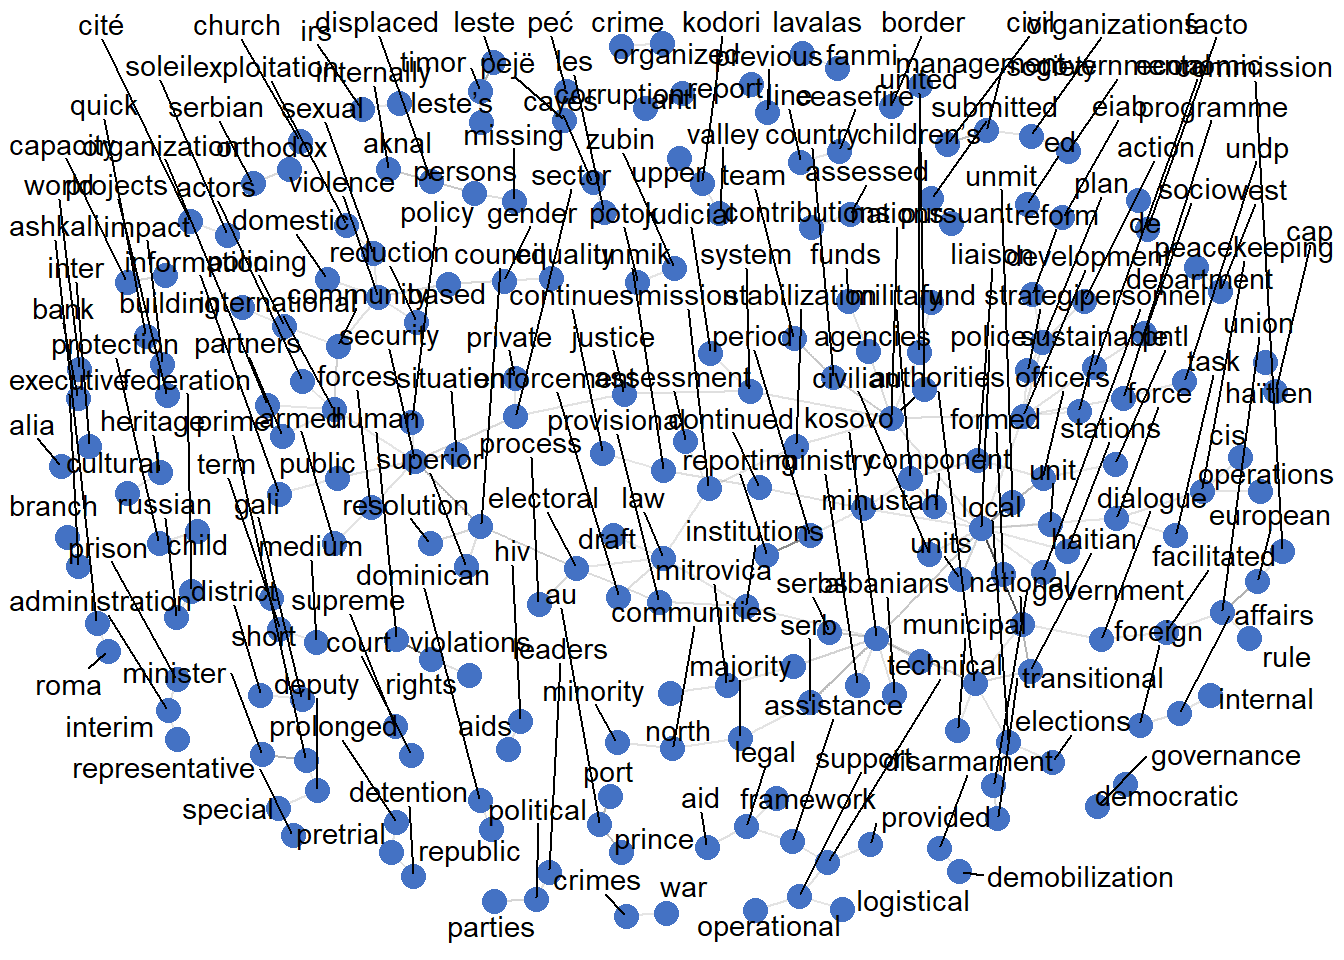 cité church irs displaced leste peć crime kodori lavalas border civil organizations facto
soleil exploitation internally timor pejë les organized previous fanmi management society governmental economic commission
quick serbian sexual leste's cayes corruption anti report line ceasefire united submitted eiab programme
capacity organization orthodox aknal missing zubin valley country children's ed action undp
world projects actors violence persons sector upper team assessed unmit plan socio west
ashkali impact domestic policy gender potok judicial contributions nations pursuant reform de peacekeeping cap
inter information policing reduction council equality unmik system funds liaison development department
bank building international community based continues mission stabilization military fund strategic personnel union
protection partners security private justice period agencies police sustainable pntl task
executive federation forces situation enforcement assessment civilian authorities officers force haïtien
alia heritage prime armed human process provisional continued kosovo formed stations cis
cultural term public superior reporting ministry component unit operations
branch russian gali resolution electoral law institutions minustah local dialogue european
prison child medium dominican hiv draft mitrovica units haitian facilitated
administration district supreme au communities serbs albanians national government
short court violations leaders serb municipal foreign affairs
roma minister deputy rights minority majority technical transitional rule
interim prolonged aids north assistance elections internal
representative port legal support disarmament governance
special detention political aid framework provided democratic
pretrial republic prince
crimes war demobilization
parties operational logistical